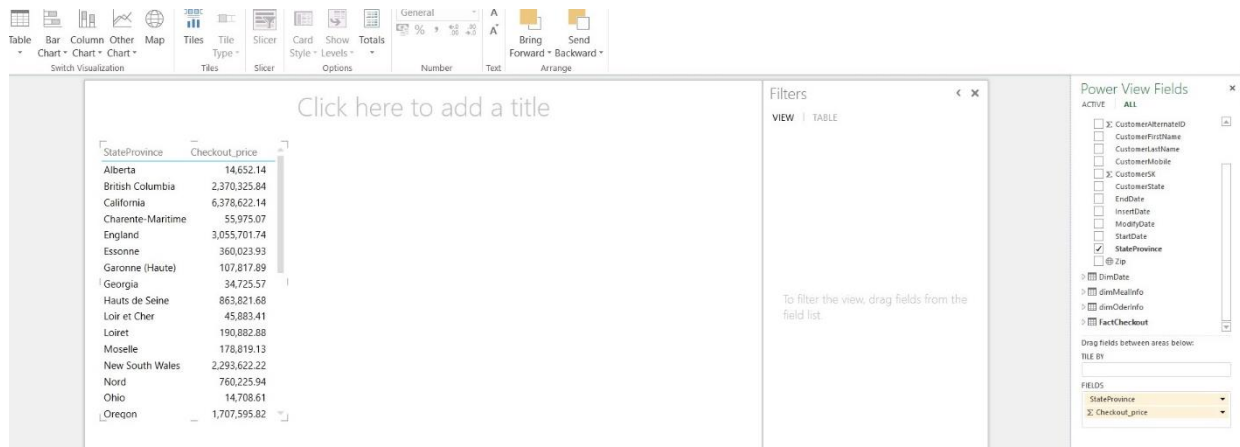 General
Table Bar Column Other Map Tiles Tile Slicer Card Show Totals Bring Send
Chart Chart Chart Type Style Levels Forward Backward
Switch Visualization Tiles Slicer Options Number Text Arrange
Click here to add a title
StateProvince Checkout_price
Alberta 14,652.14
British Columbia 2,370,325.84
California 6,378,622.14
Charente-Maritime 55,975.07
England 3,055,701.74
Essonne 360,023.93
Garonne (Haute) 107,817.89
Georgia 34,725.57
Hauts de Seine 863,821.68
Loir et Cher 45,883.41
Loiret 190,882.88
Moselle 178,819.13
New South Wales 2,293,622.22
Nord 760,225.94
Ohio 14,708.61
Oregon 1,707,595.82
Filters
VIEW TABLE
To filter the view, drag fields from the
field list
Power View Fields
ACTIVE ALL
Σ CustomerAlternateID
CustomerFirstName
CustomerLastName
CustomerMobile
Σ CustomerSK
CustomerState
EndDate
InsertDate
ModifyDate
StartDate
StateProvince
Zip
DimDate
dimMealInfo
dimOderInfo
FactCheckout
Drag fields between areas below:
TILE BY
FIELDS
StateProvince
Σ Checkout_price